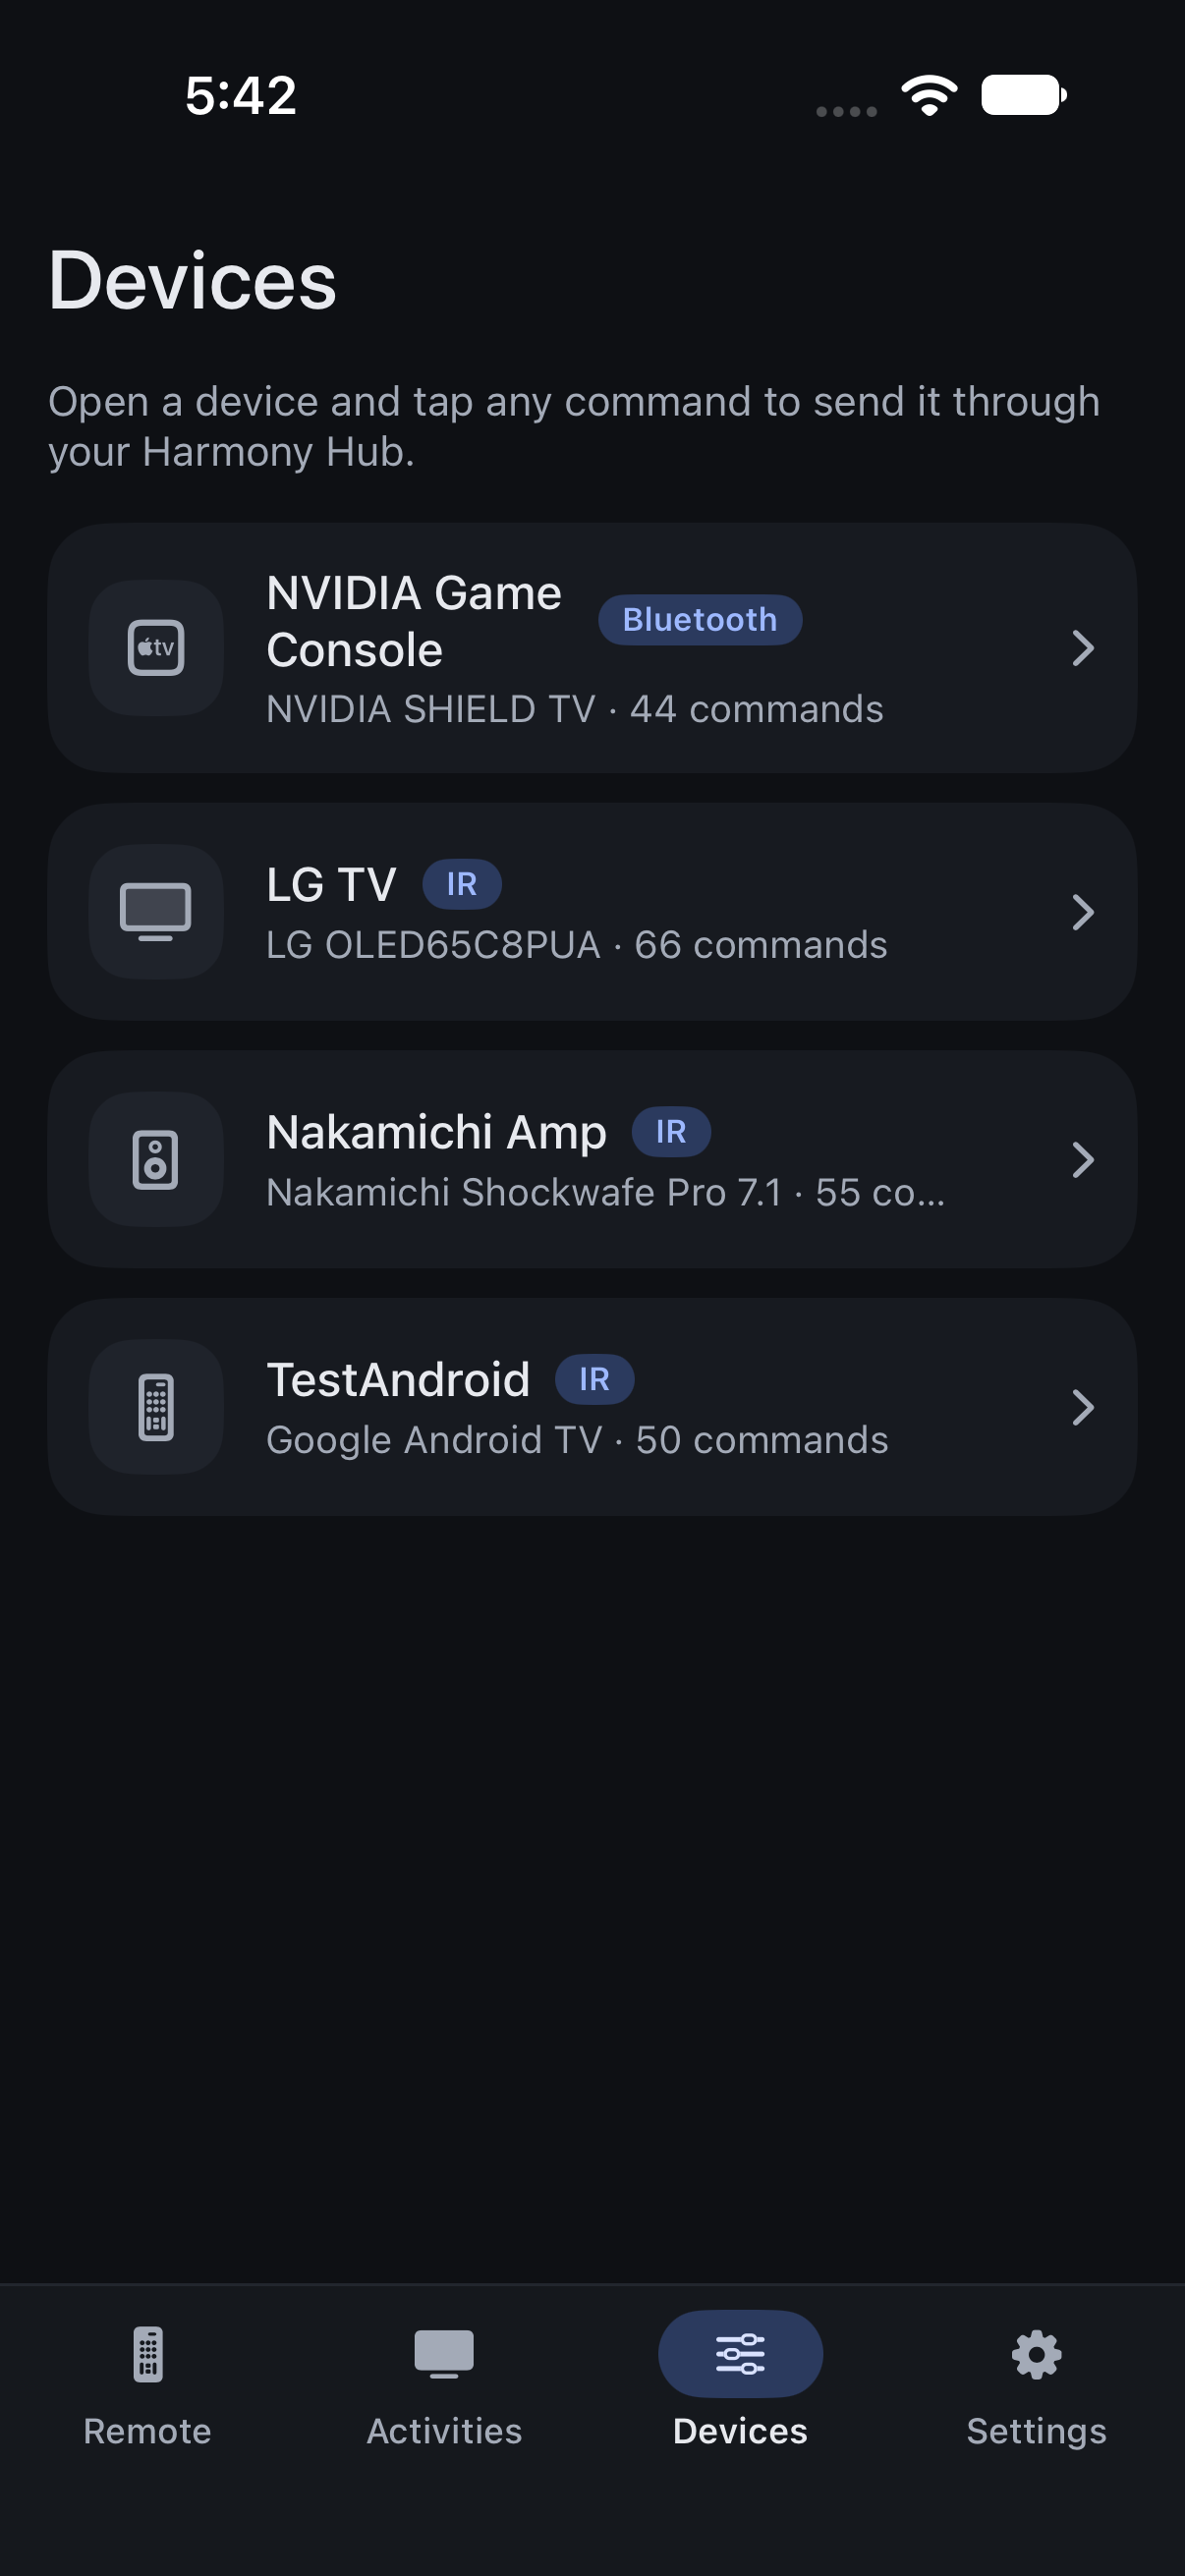 5:42
Devices
Open a device and tap any command to send it through
your Harmony Hub.
tv
NVIDIA Game
Console
Bluetooth
NVIDIA SHIELD TV · 44 commands
LG TV
IR
LG OLED65C8PUA · 66 commands
Nakamichi Amp
IR
Nakamichi Shockwafe Pro 7.1 · 55 co...
TestAndroid
IR
Google Android TV · 50 commands
Remote
Activities
Devices
Settings